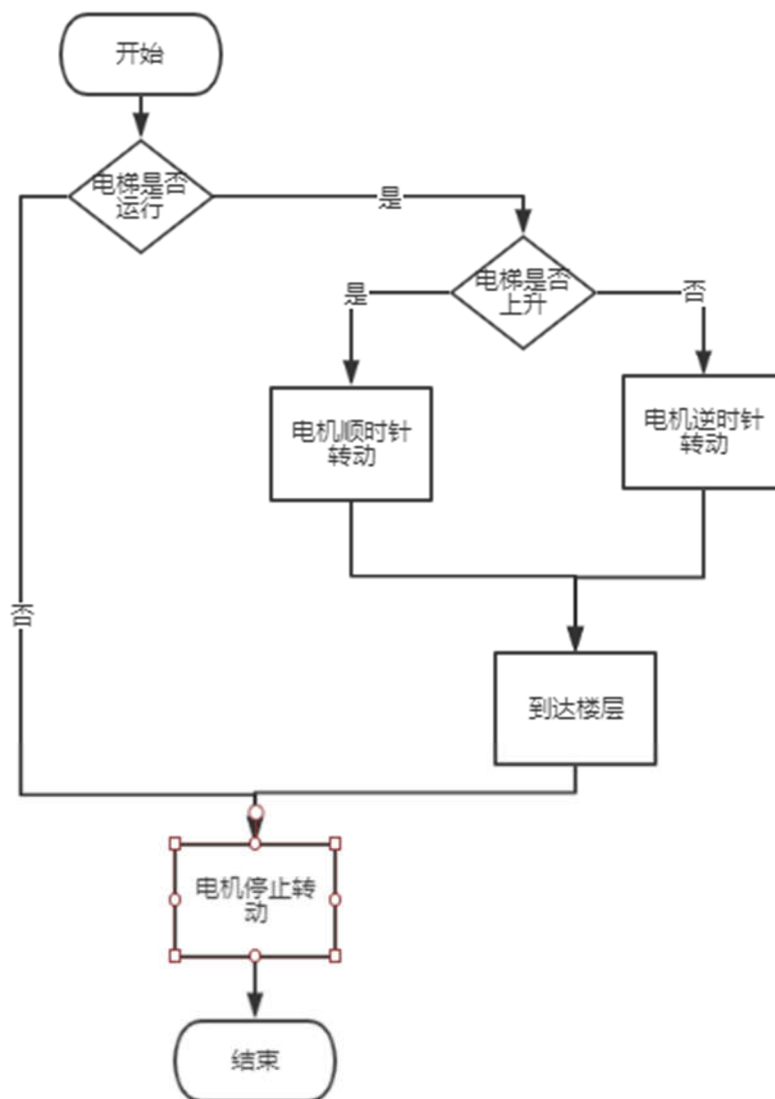 开始
电梯是否
运行
是
电梯是否
上升
是
否
电机顺时针
转动
电机逆时针
转动
否
到达楼层
电机停止转
动
结束